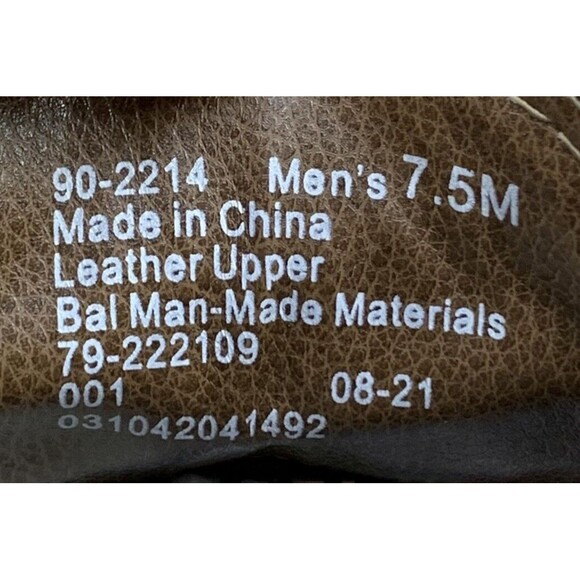 90-2214 Men's 7.5M
Made in China
Leather Upper
Bal Man-Made Materials
79-222109
001 08-21
031042041492